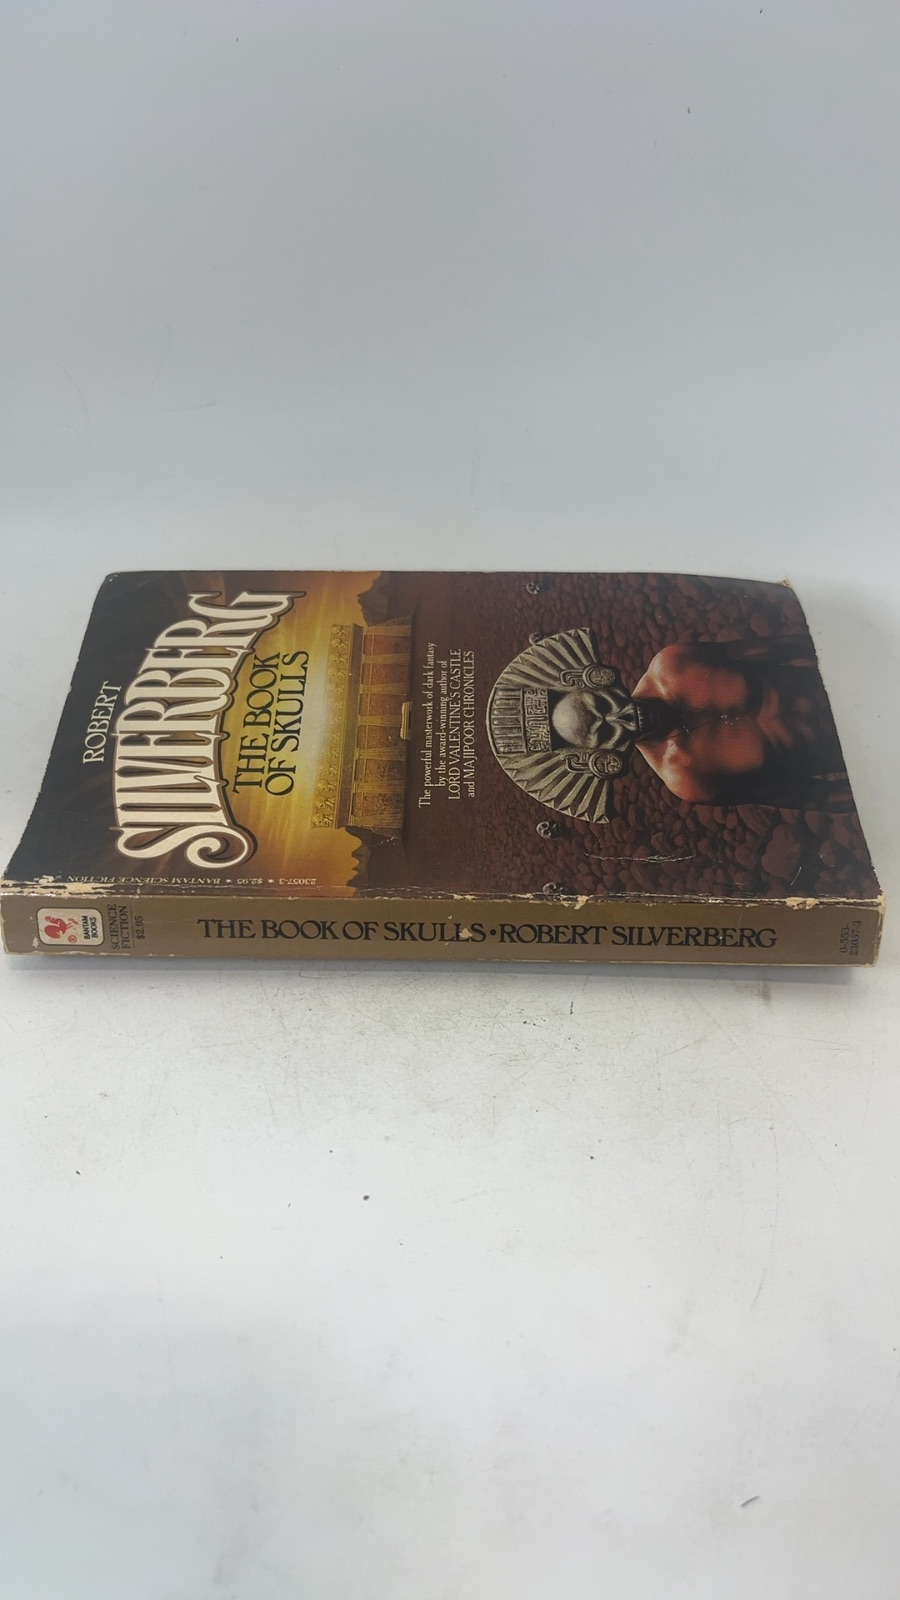 ROBERT
SILVERBERG
THE BOOK
OF SKULLS
The powerful masterwork of dark fantasy
by the award-winning author of
LORD VALENTINE'S CASTLE
and MAJIPOOR CHRONICLES
23057-3 ★ $2.95 ★ BANTAM SCIENCE FICTION
BANTAM
BOOKS
®
SCIENCE
FICTION
$2.95
THE BOOK OF SKULLS • ROBERT SILVERBERG
0-553-
23057-3